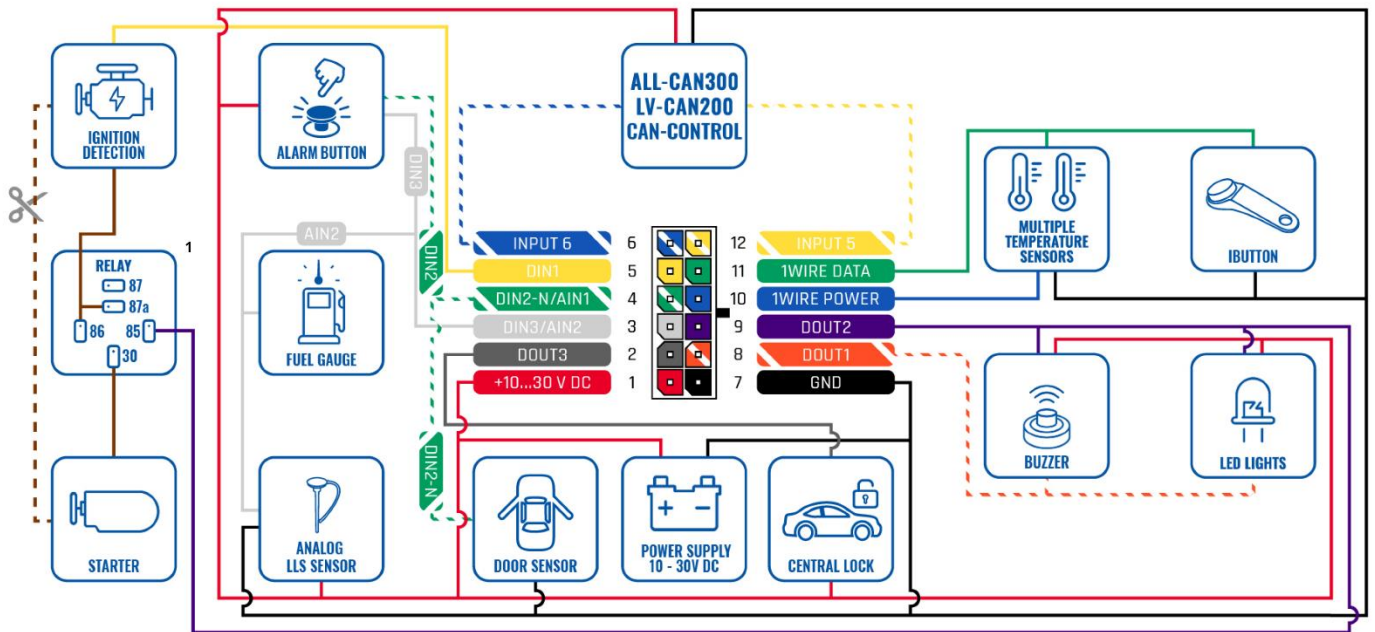 IGNITION
DETECTION
ALARM BUTTON
ALL-CAN300
LV-CAN200
CAN-CONTROL
DIN3
AIN2
DIN2
RELAY
1
87
87a
86
85
30
FUEL GAUGE
INPUT 6 6 12 INPUT 5
DIN1 5 11 1WIRE DATA
DIN2-N/AIN1 4 10 1WIRE POWER
DIN3/AIN2 3 9 DOUT2
DOUT3 2 8 DOUT1
+10...30 V DC 1 7 GND
MULTIPLE
TEMPERATURE
SENSORS
IBUTTON
BUZZER
LED LIGHTS
DIN2-N
STARTER
ANALOG
LLS SENSOR
DOOR SENSOR
POWER SUPPLY
10 - 30V DC
CENTRAL LOCK